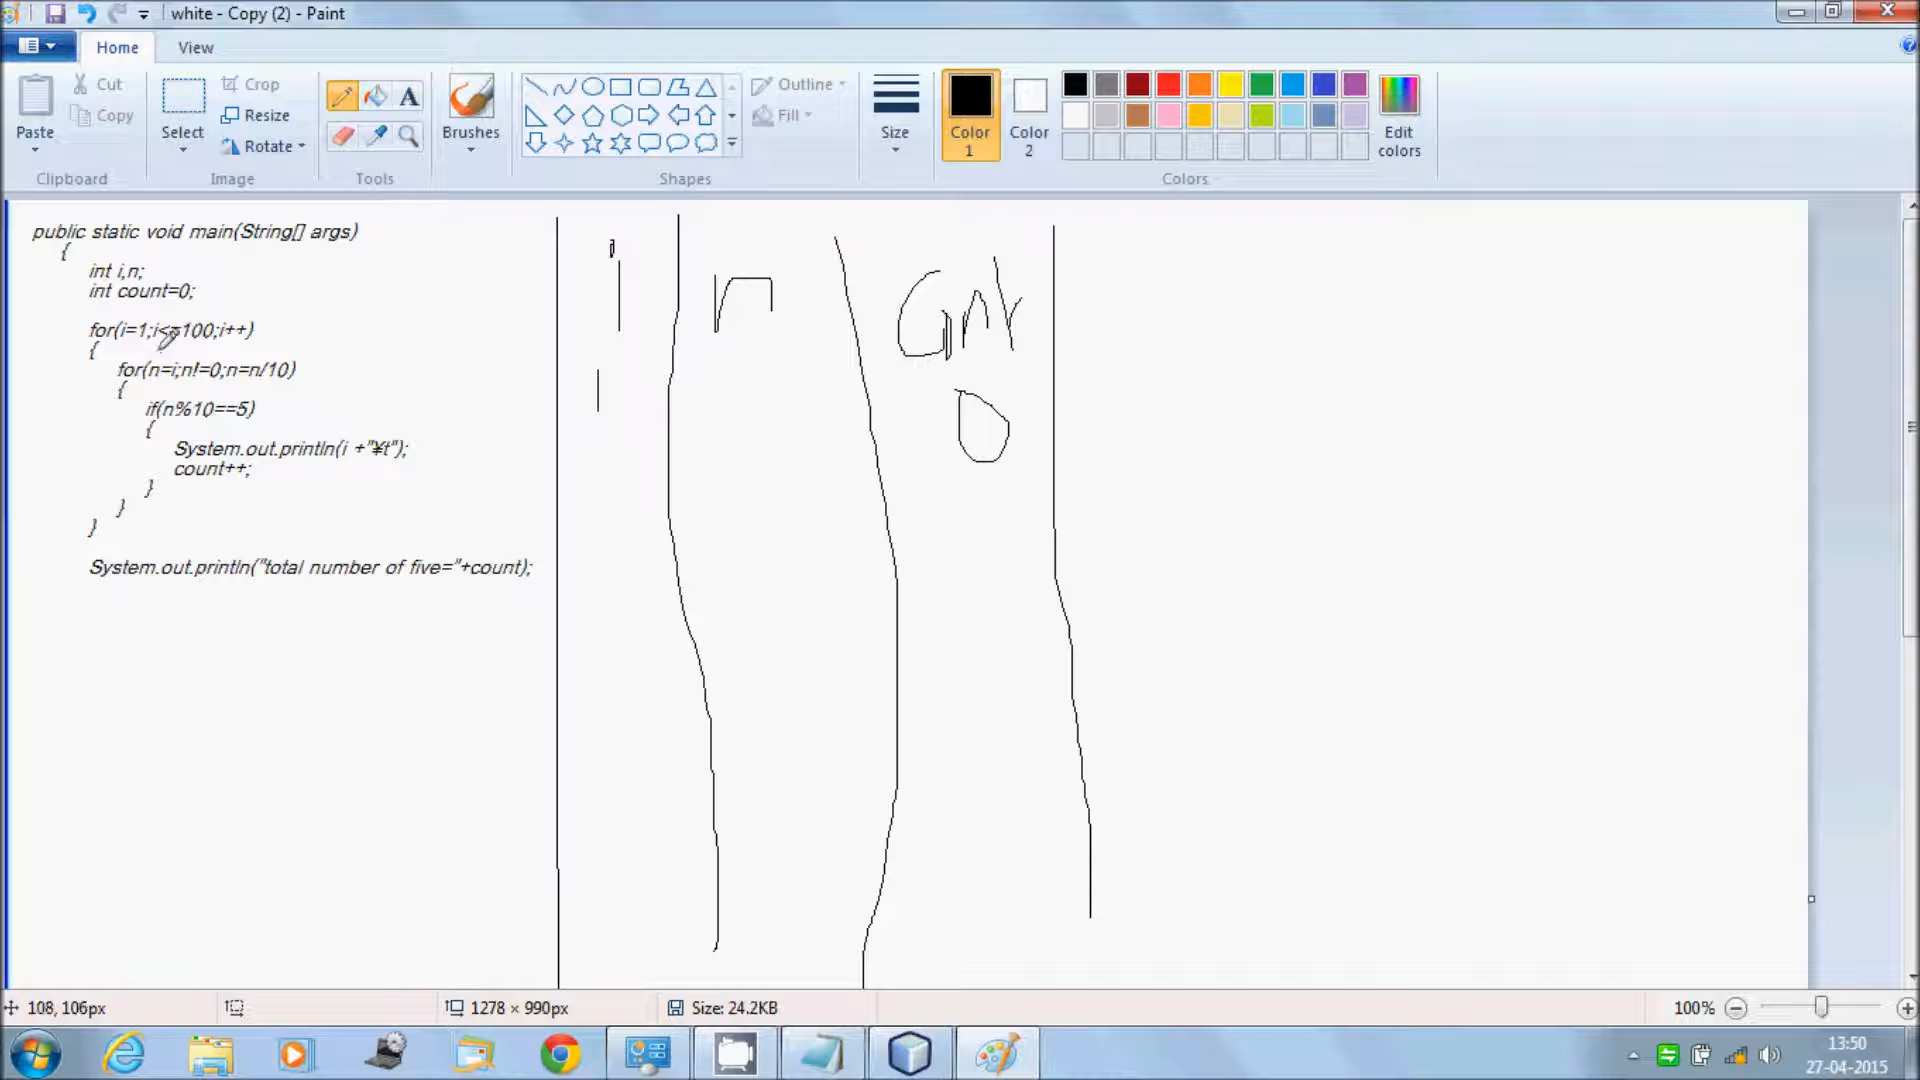 white - Copy (2) - Paint
Home View
Paste
Cut
Copy
Clipboard
Select
Crop
Resize
Rotate
Image
A
Tools
Brushes
Outline
Fill
Shapes
Size
Color 1
Color 2
Edit colors
Colors
public static void main(String[] args)
{
int i,n;
int count=0;
for(i=1;i<=100;i++)
{
for(n=i;n!=0;n=n/10)
{
if(n%10==5)
{
System.out.println(i +"¥t");
count++;
}
}
}
System.out.println("total number of five="+count);
i n Cnt
1 0
108, 106px
1278 × 990px
Size: 24.2KB
100%
13:50
27-04-2015